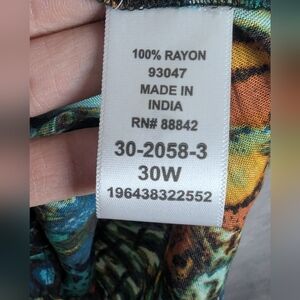 100% RAYON
93047
MADE IN
INDIA
RN# 88842
30-2058-3
30W
196438322552